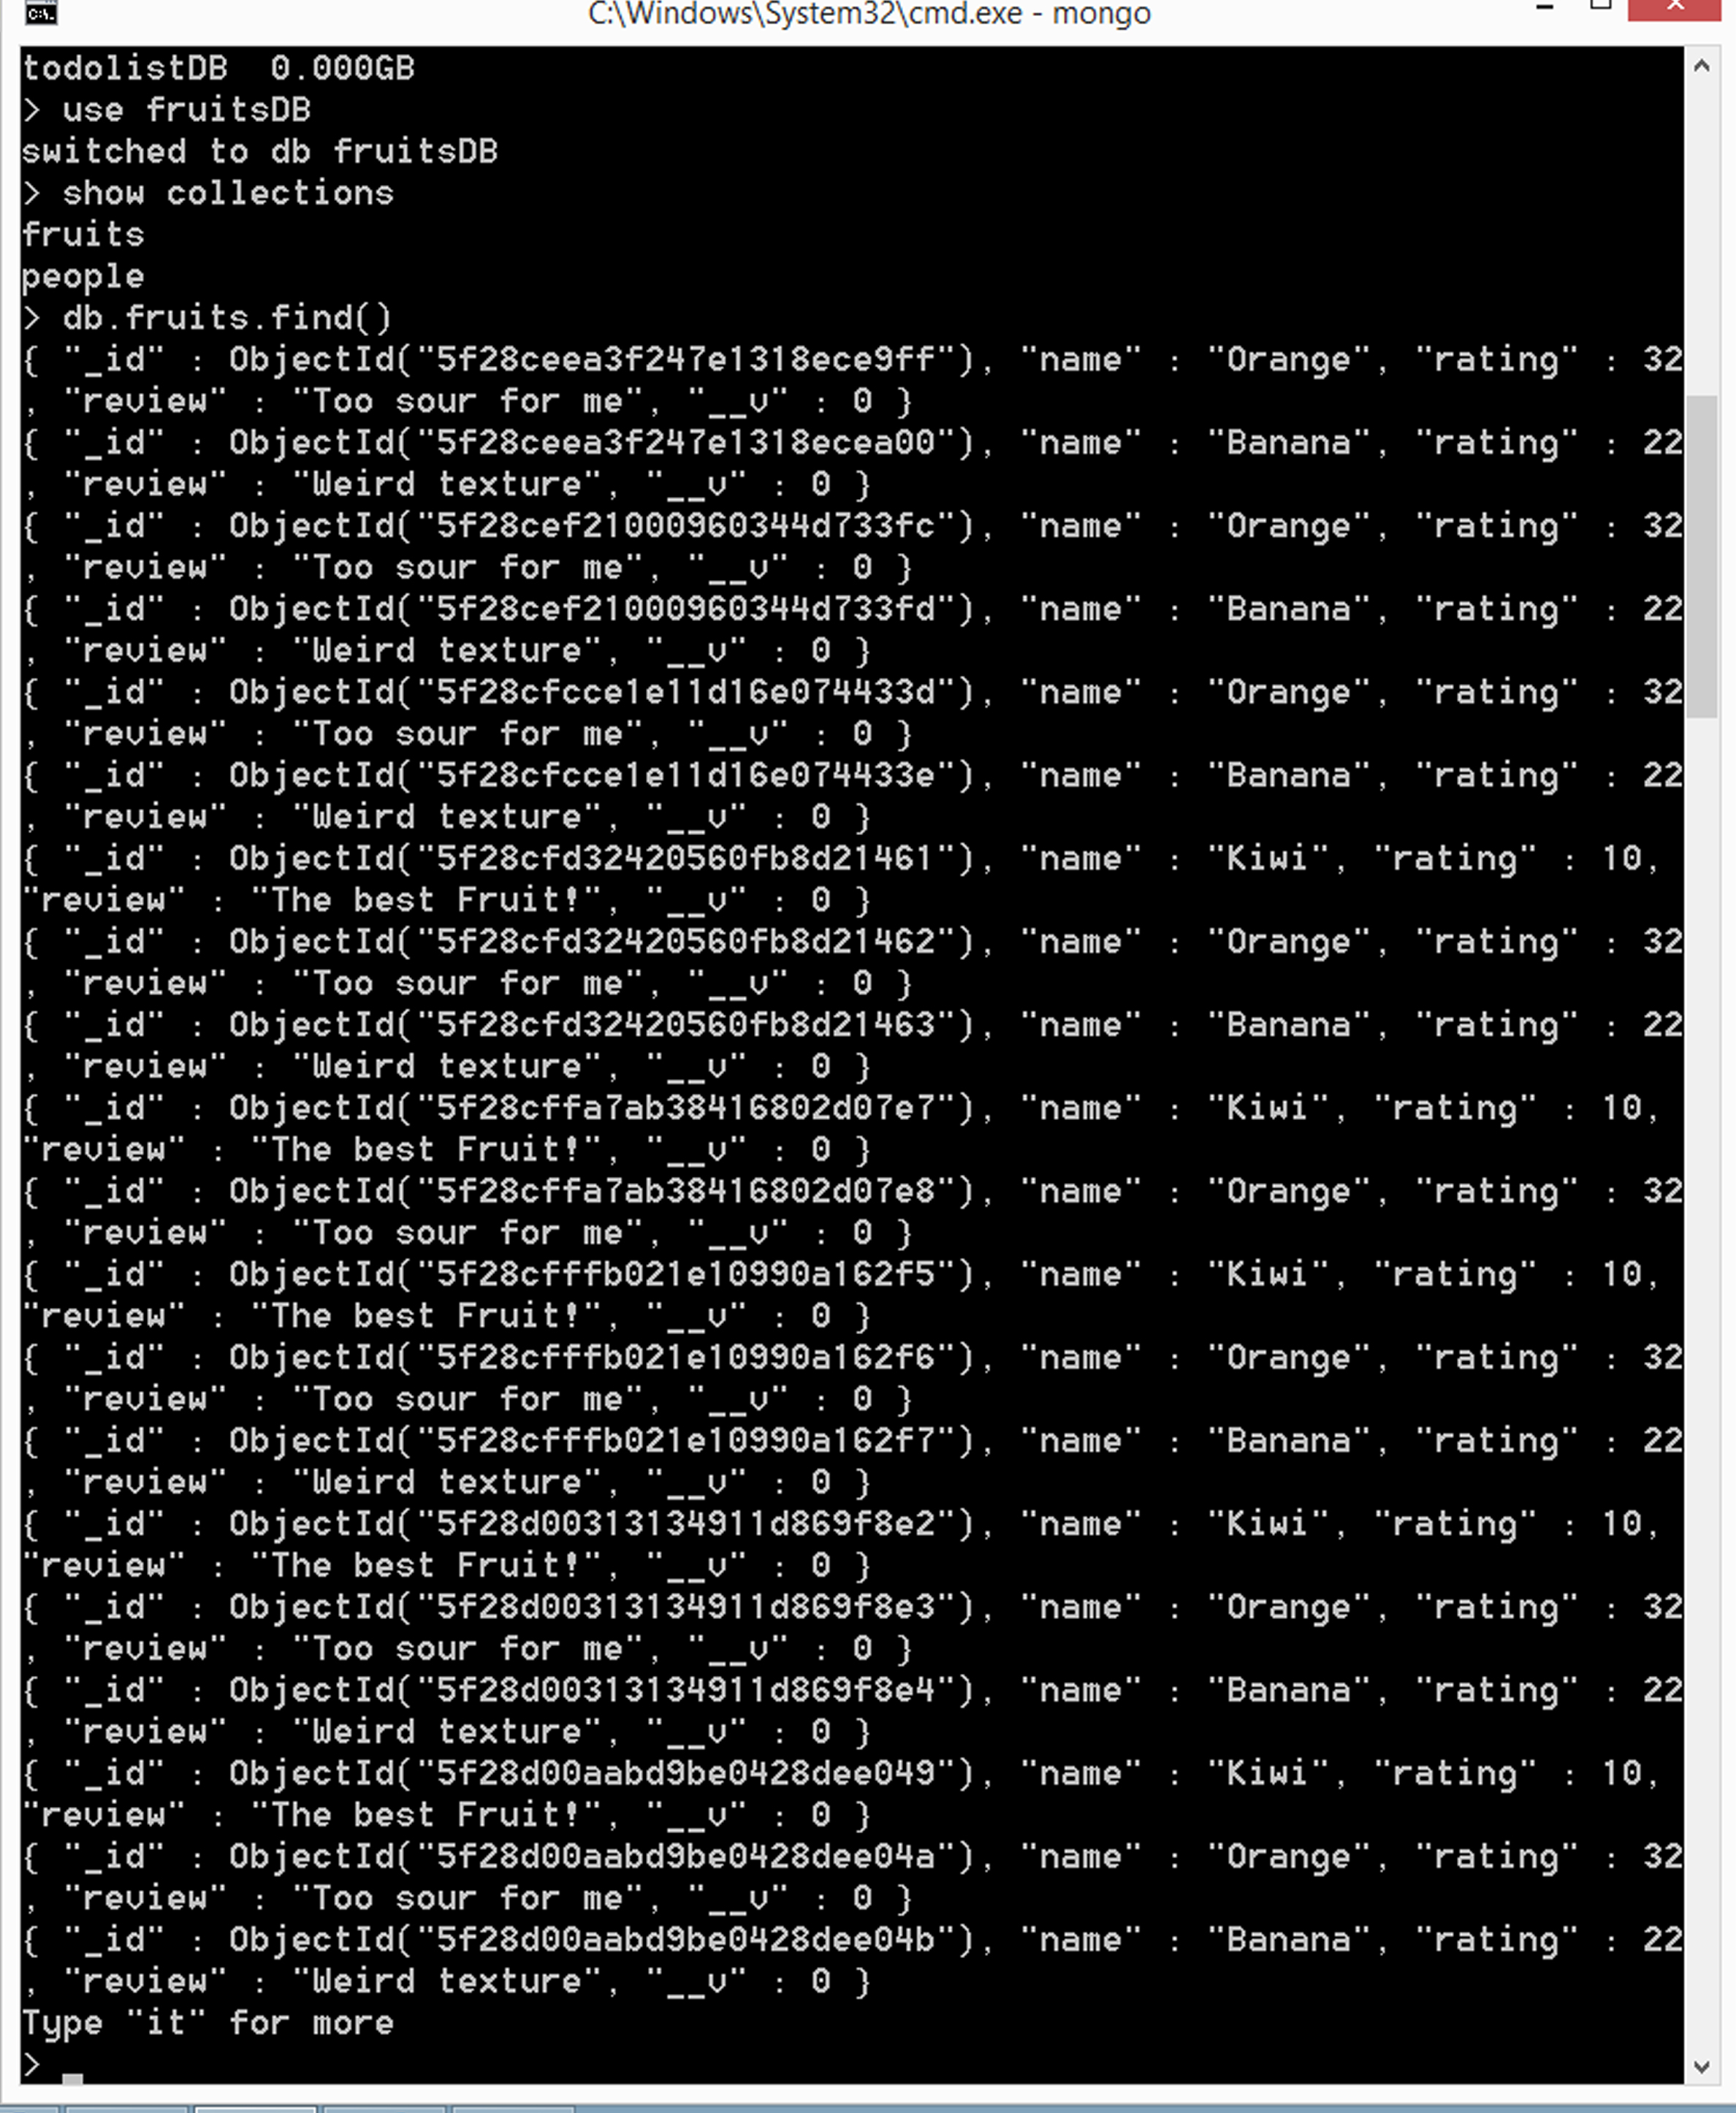 C:\Windows\System32\cmd.exe - mongo
todolistDB  0.000GB
> use fruitsDB
switched to db fruitsDB
> show collections
fruits
people
> db.fruits.find()
{ "_id" : ObjectId("5f28ceea3f247e1318ece9ff"), "name" : "Orange", "rating" : 32
, "review" : "Too sour for me", "__v" : 0 }
{ "_id" : ObjectId("5f28ceea3f247e1318ecea00"), "name" : "Banana", "rating" : 22
, "review" : "Weird texture", "__v" : 0 }
{ "_id" : ObjectId("5f28cef21000960344d733fc"), "name" : "Orange", "rating" : 32
, "review" : "Too sour for me", "__v" : 0 }
{ "_id" : ObjectId("5f28cef21000960344d733fd"), "name" : "Banana", "rating" : 22
, "review" : "Weird texture", "__v" : 0 }
{ "_id" : ObjectId("5f28cfcce1e11d16e074433d"), "name" : "Orange", "rating" : 32
, "review" : "Too sour for me", "__v" : 0 }
{ "_id" : ObjectId("5f28cfcce1e11d16e074433e"), "name" : "Banana", "rating" : 22
, "review" : "Weird texture", "__v" : 0 }
{ "_id" : ObjectId("5f28cfd32420560fb8d21461"), "name" : "Kiwi", "rating" : 10,
"review" : "The best Fruit!", "__v" : 0 }
{ "_id" : ObjectId("5f28cfd32420560fb8d21462"), "name" : "Orange", "rating" : 32
, "review" : "Too sour for me", "__v" : 0 }
{ "_id" : ObjectId("5f28cfd32420560fb8d21463"), "name" : "Banana", "rating" : 22
, "review" : "Weird texture", "__v" : 0 }
{ "_id" : ObjectId("5f28cffa7ab38416802d07e7"), "name" : "Kiwi", "rating" : 10,
"review" : "The best Fruit!", "__v" : 0 }
{ "_id" : ObjectId("5f28cffa7ab38416802d07e8"), "name" : "Orange", "rating" : 32
, "review" : "Too sour for me", "__v" : 0 }
{ "_id" : ObjectId("5f28cfffb021e10990a162f5"), "name" : "Kiwi", "rating" : 10,
"review" : "The best Fruit!", "__v" : 0 }
{ "_id" : ObjectId("5f28cfffb021e10990a162f6"), "name" : "Orange", "rating" : 32
, "review" : "Too sour for me", "__v" : 0 }
{ "_id" : ObjectId("5f28cfffb021e10990a162f7"), "name" : "Banana", "rating" : 22
, "review" : "Weird texture", "__v" : 0 }
{ "_id" : ObjectId("5f28d00313134911d869f8e2"), "name" : "Kiwi", "rating" : 10,
"review" : "The best Fruit!", "__v" : 0 }
{ "_id" : ObjectId("5f28d00313134911d869f8e3"), "name" : "Orange", "rating" : 32
, "review" : "Too sour for me", "__v" : 0 }
{ "_id" : ObjectId("5f28d00313134911d869f8e4"), "name" : "Banana", "rating" : 22
, "review" : "Weird texture", "__v" : 0 }
{ "_id" : ObjectId("5f28d00aabd9be0428dee049"), "name" : "Kiwi", "rating" : 10,
"review" : "The best Fruit!", "__v" : 0 }
{ "_id" : ObjectId("5f28d00aabd9be0428dee04a"), "name" : "Orange", "rating" : 32
, "review" : "Too sour for me", "__v" : 0 }
{ "_id" : ObjectId("5f28d00aabd9be0428dee04b"), "name" : "Banana", "rating" : 22
, "review" : "Weird texture", "__v" : 0 }
Type "it" for more
>